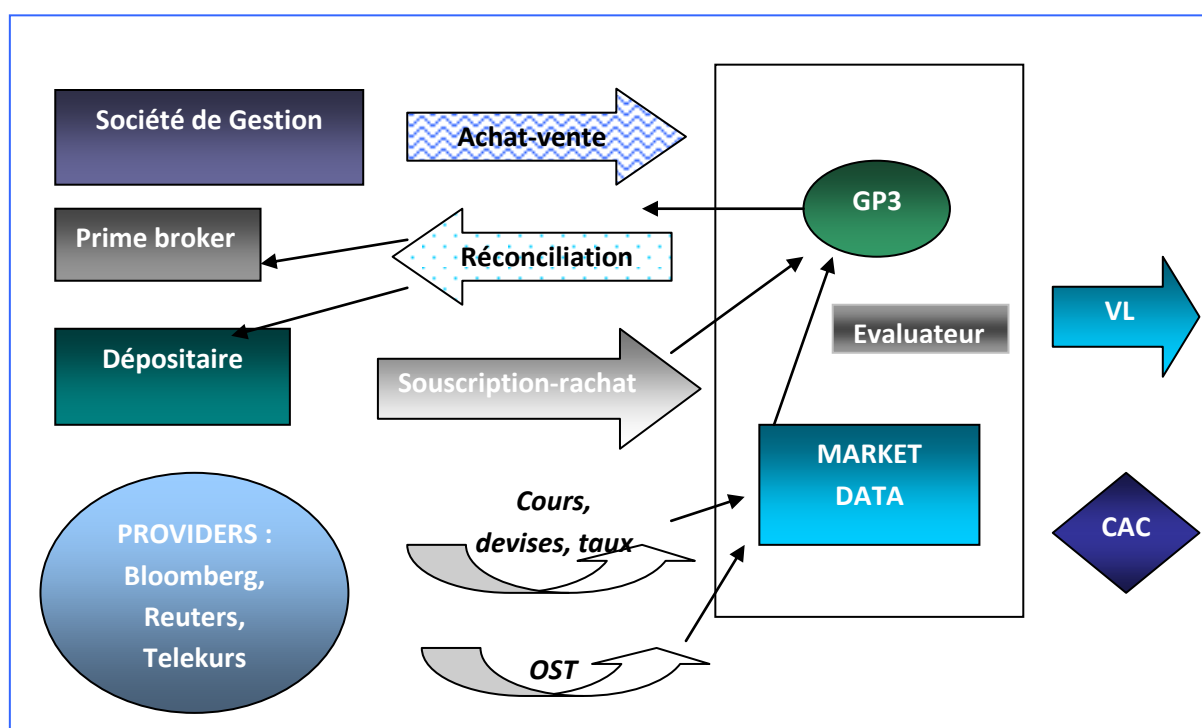 Société de Gestion
Achat-vente
GP3
Prime broker
Réconciliation
Evaluateur
VL
Dépositaire
Souscription-rachat
MARKET
DATA
PROVIDERS :
Bloomberg,
Reuters,
Telekurs
Cours,
devises, taux
CAC
OST